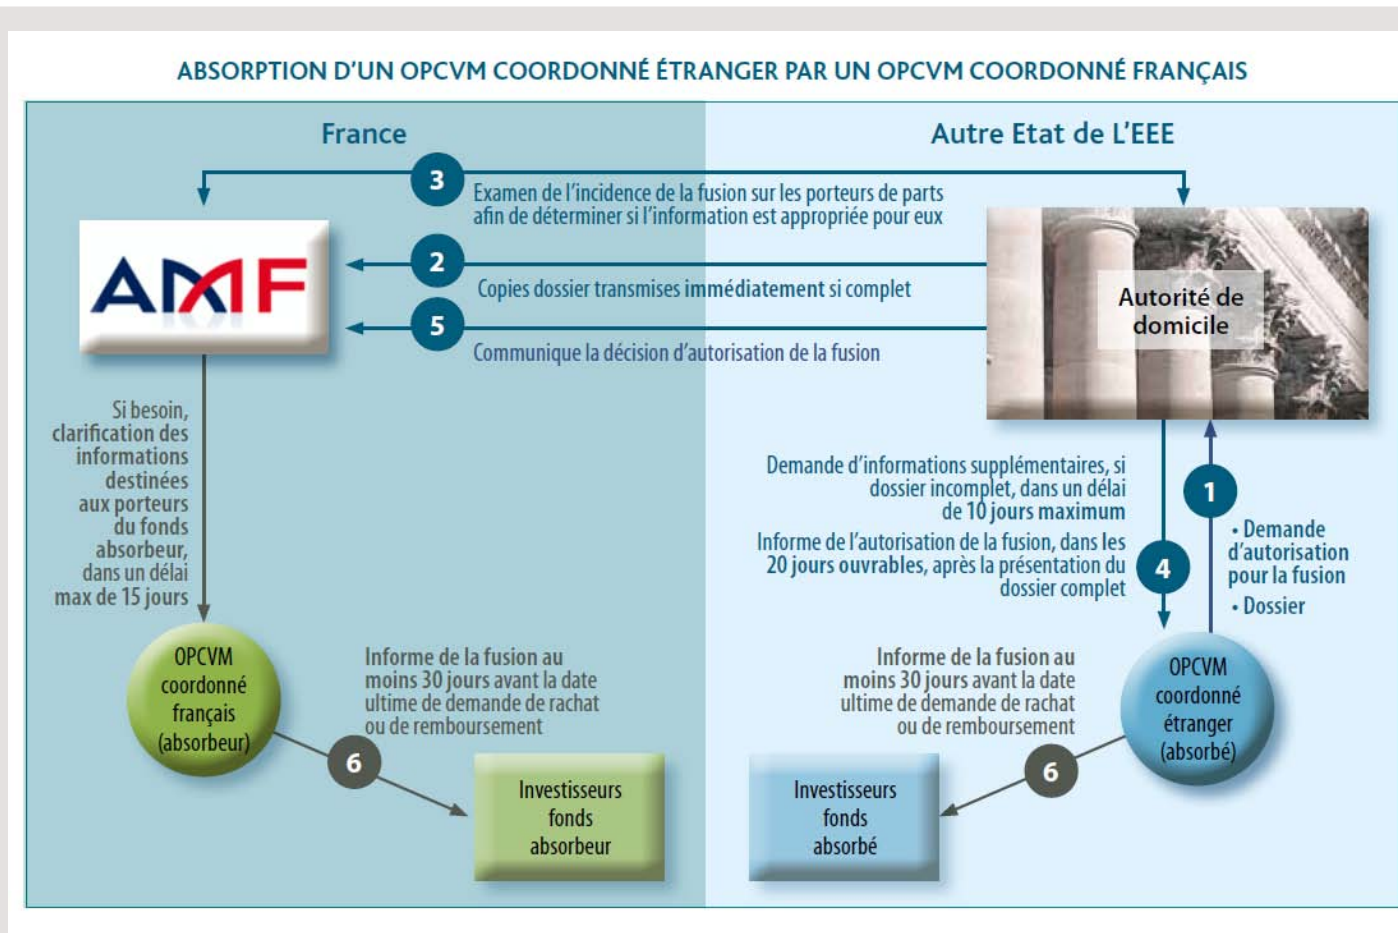 ABSORPTION D'UN OPCVM COORDONNÉ ÉTRANGER PAR UN OPCVM COORDONNÉ FRANÇAIS
France
Autre Etat de L'EEE
3
Examen de l'incidence de la fusion sur les porteurs de parts
afin de déterminer si l'information est appropriée pour eux
AMF
2
Copies dossier transmises immédiatement si complet
5
Communique la décision d'autorisation de la fusion
Autorité de
domicile
Si besoin,
clarification des
informations
destinées
aux porteurs
du fonds
absorbeur,
dans un délai
max de 15 jours
Demande d'informations supplémentaires, si
dossier incomplet, dans un délai
de 10 jours maximum
Informe de l'autorisation de la fusion, dans les
20 jours ouvrables, après la présentation du
dossier complet
4
1
• Demande
d'autorisation
pour la fusion
• Dossier
OPCVM
coordonné
français
(absorbeur)
Informe de la fusion au
moins 30 jours avant la date
ultime de demande de rachat
ou de remboursement
6
Investisseurs
fonds
absorbeur
Informe de la fusion au
moins 30 jours avant la date
ultime de demande de rachat
ou de remboursement
OPCVM
coordonné
étranger
(absorbé)
6
Investisseurs
fonds
absorbé